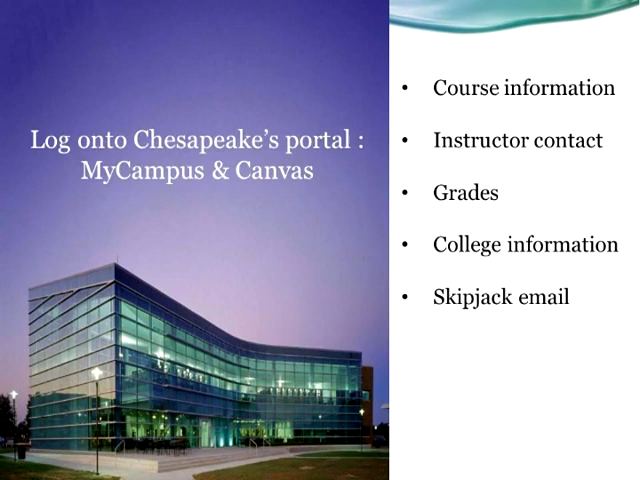 Log onto Chesapeake’s portal :
MyCampus & Canvas
• Course information
• Instructor contact
• Grades
• College information
• Skipjack email